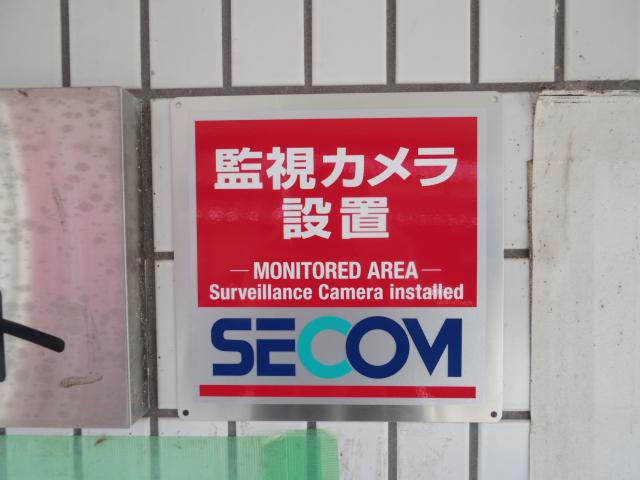 監視カメラ
設置
MONITORED AREA
Surveillance Camera installed
SECOM